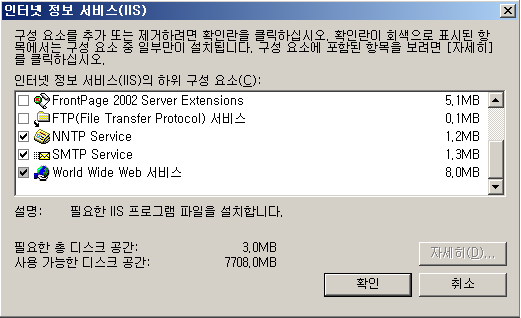 인터넷 정보 서비스(IIS)
구성 요소를 추가 또는 제거하려면 확인란을 클릭하십시오. 확인란이 회색으로 표시된 항
목에서는 구성 요소 중 일부만이 설치됩니다. 구성 요소에 포함된 항목을 보려면 [자세히]
를 클릭하십시오.
인터넷 정보 서비스(IIS)의 하위 구성 요소(C):
FrontPage 2002 Server Extensions 5.1MB
FTP(File Transfer Protocol) 서비스 0.1MB
NNTP Service 1.2MB
SMTP Service 1.3MB
World Wide Web 서비스 8.0MB
설명: 필요한 IIS 프로그램 파일을 설치합니다.
필요한 총 디스크 공간: 3.0MB
사용 가능한 디스크 공간: 7708.0MB
자세히(D)...
확인 취소